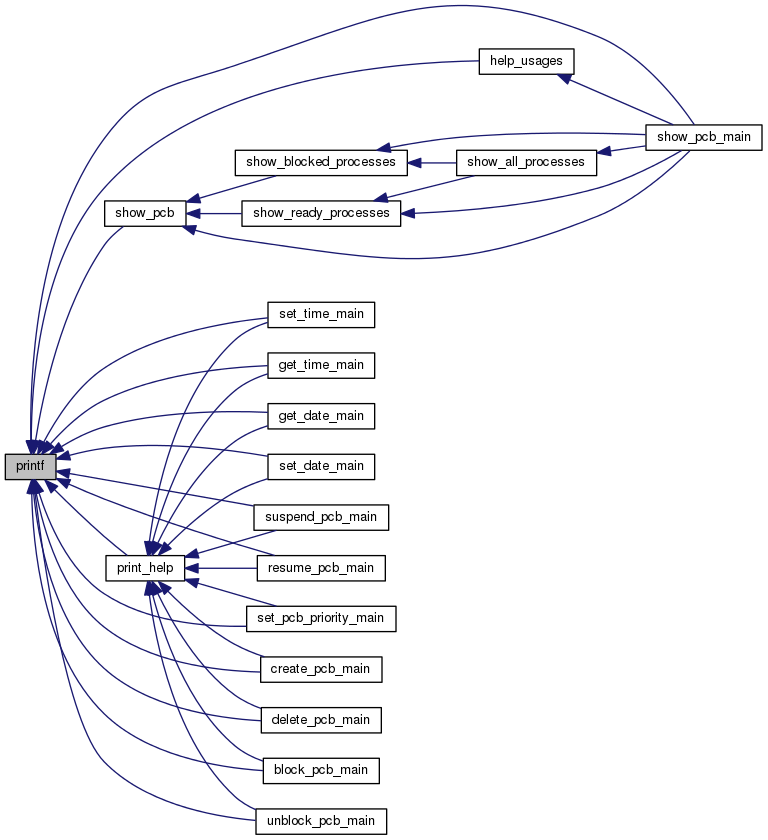 help_usages
show_pcb_main
show_blocked_processes
show_all_processes
show_pcb
show_ready_processes
set_time_main
get_time_main
get_date_main
printf
set_date_main
suspend_pcb_main
print_help
resume_pcb_main
set_pcb_priority_main
create_pcb_main
delete_pcb_main
block_pcb_main
unblock_pcb_main